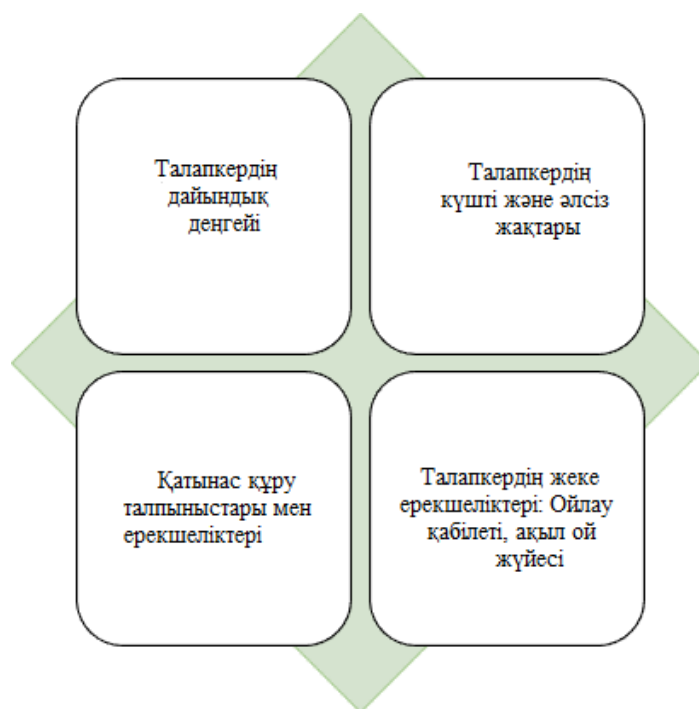 Талапкердің
дайындық
деңгейі
Талапкердің
күшті және әлсіз
жақтары
Қатынас құру
талпыныстары мен
ерекшеліктері
Талапкердің жеке
ерекшеліктері: Ойлау
қабілеті, ақыл ой
жүйесі